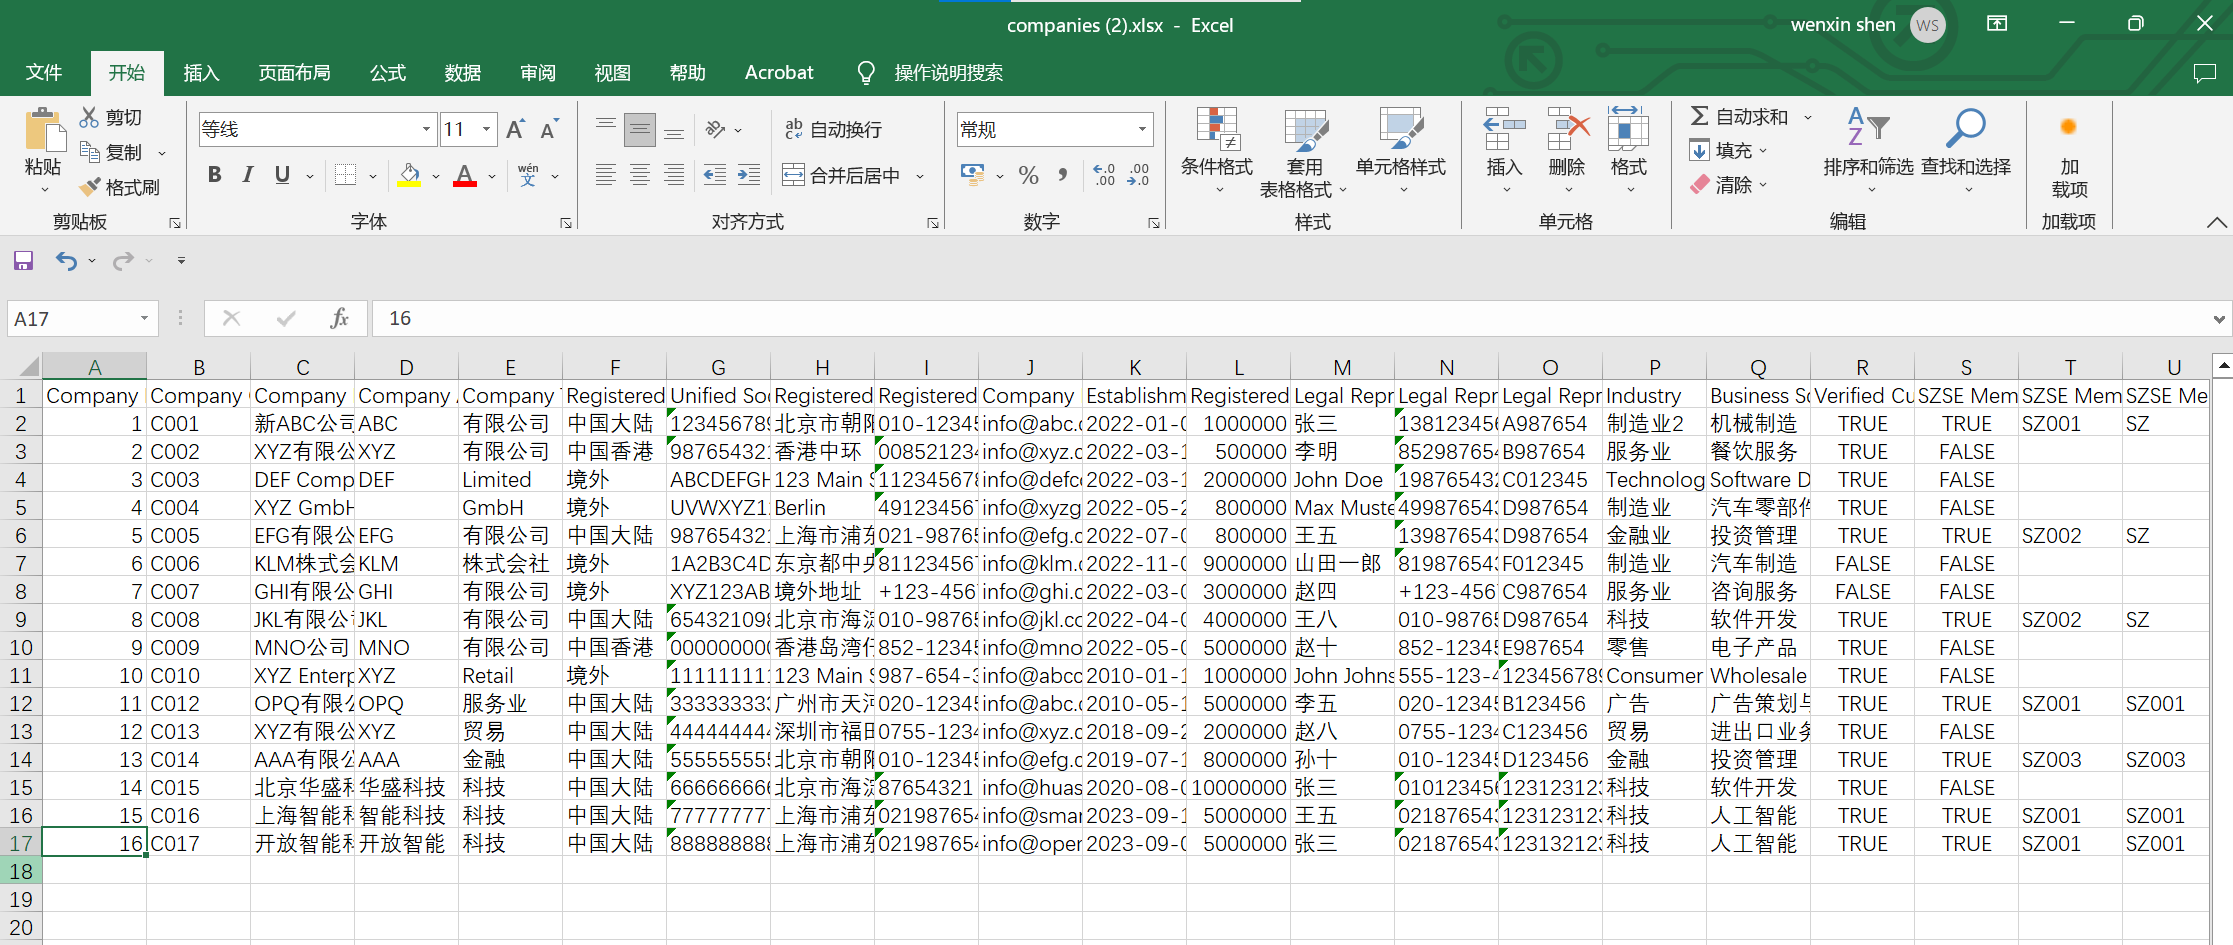 companies (2).xlsx - Excel
wenxin shen WS
文件 开始 插入 页面布局 公式 数据 审阅 视图 帮助 Acrobat 操作说明搜索
粘贴 剪切 复制 格式刷 剪贴板
等线 11 A A B I U A wén 文 字体
ab 自动换行 合并后居中 对齐方式
常规 % , .0 .00 .00 .0 数字
条件格式 套用 表格格式 单元格样式 样式
插入 删除 格式 单元格
Σ 自动求和 填充 清除 排序和筛选 查找和选择 编辑
加 载项 加载项
A17 fx 16
A B C D E F G H I J K L M N O P Q R S T U
1 Company Company Company Company Company Registered Unified Soc Registered Registered Company Establishm Registered Legal Repr Legal Repr Legal Repr Industry Business Sc Verified Cu SZSE Mem SZSE Mem SZSE Me
2 1 C001 新ABC公司 ABC 有限公司 中国大陆 123456789 北京市朝阳 010-12345 info@abc. 2022-01-0 1000000 张三 138123456 A987654 制造业2 机械制造 TRUE TRUE SZ001 SZ
3 2 C002 XYZ有限公 XYZ 有限公司 中国香港 987654321 香港中环 008521234 info@xyz.c 2022-03-1 500000 李明 852987654 B987654 服务业 餐饮服务 TRUE FALSE
4 3 C003 DEF Comp DEF Limited 境外 ABCDEFGH 123 Main S 112345678 info@defc 2022-03-1 2000000 John Doe 198765432 C012345 Technolog Software D TRUE FALSE
5 4 C004 XYZ GmbH GmbH 境外 UVWXYZ1 Berlin 491234567 info@xyzg 2022-05-2 800000 Max Muste 499876543 D987654 制造业 汽车零部件 TRUE FALSE
6 5 C005 EFG有限公 EFG 有限公司 中国大陆 987654321 上海市浦东 021-98765 info@efg.c 2022-07-0 800000 王五 139876543 D987654 金融业 投资管理 TRUE TRUE SZ002 SZ
7 6 C006 KLM株式会 KLM 株式会社 境外 1A2B3C4D 东京都中央 811234567 info@klm.c 2022-11-0 9000000 山田一郎 819876543 F012345 制造业 汽车制造 FALSE FALSE
8 7 C007 GHI有限公 GHI 有限公司 境外 XYZ123AB 境外地址 +123-456 info@ghi.c 2022-03-0 3000000 赵四 +123-456 C987654 服务业 咨询服务 FALSE FALSE
9 8 C008 JKL有限公司 JKL 有限公司 中国大陆 654321098 北京市海淀 010-98765 info@jkl.cc 2022-04-0 4000000 王八 010-98765 D987654 科技 软件开发 TRUE TRUE SZ002 SZ
10 9 C009 MNO公司 MNO 有限公司 中国香港 000000000 香港岛湾仔 852-12345 info@mno 2022-05-0 5000000 赵十 852-12345 E987654 零售 电子产品 TRUE FALSE
11 10 C010 XYZ Enterp XYZ Retail 境外 111111111 123 Main S 987-654-3 info@abcc 2010-01-1 1000000 John Johns 555-123-4 123456789 Consumer Wholesale TRUE FALSE
12 11 C012 OPQ有限公 OPQ 服务业 中国大陆 333333333 广州市天河 020-12345 info@abc. 2010-05-1 5000000 李五 020-12345 B123456 广告 广告策划与 TRUE TRUE SZ001 SZ001
13 12 C013 XYZ有限公 XYZ 贸易 中国大陆 444444444 深圳市福田 0755-1234 info@xyz.c 2018-09-2 2000000 赵八 0755-1234 C123456 贸易 进出口业务 TRUE FALSE
14 13 C014 AAA有限公 AAA 金融 中国大陆 555555555 北京市朝阳 010-12345 info@efg.c 2019-07-1 8000000 孙十 010-12345 D123456 金融 投资管理 TRUE TRUE SZ003 SZ003
15 14 C015 北京华盛科 华盛科技 科技 中国大陆 666666666 北京市海淀 87654321 info@huas 2020-08-0 10000000 张三 010123456 123123123 科技 软件开发 TRUE FALSE
16 15 C016 上海智能科 智能科技 科技 中国大陆 777777777 上海市浦东 021987654 info@smar 2023-09-1 5000000 王五 021876543 123123123 科技 人工智能 TRUE TRUE SZ001 SZ001
17 16 C017 开放智能科 开放智能 科技 中国大陆 888888888 上海市浦东 021987654 info@oper 2023-09-0 5000000 张三 021876543 123132123 科技 人工智能 TRUE TRUE SZ001 SZ001
18
19
20